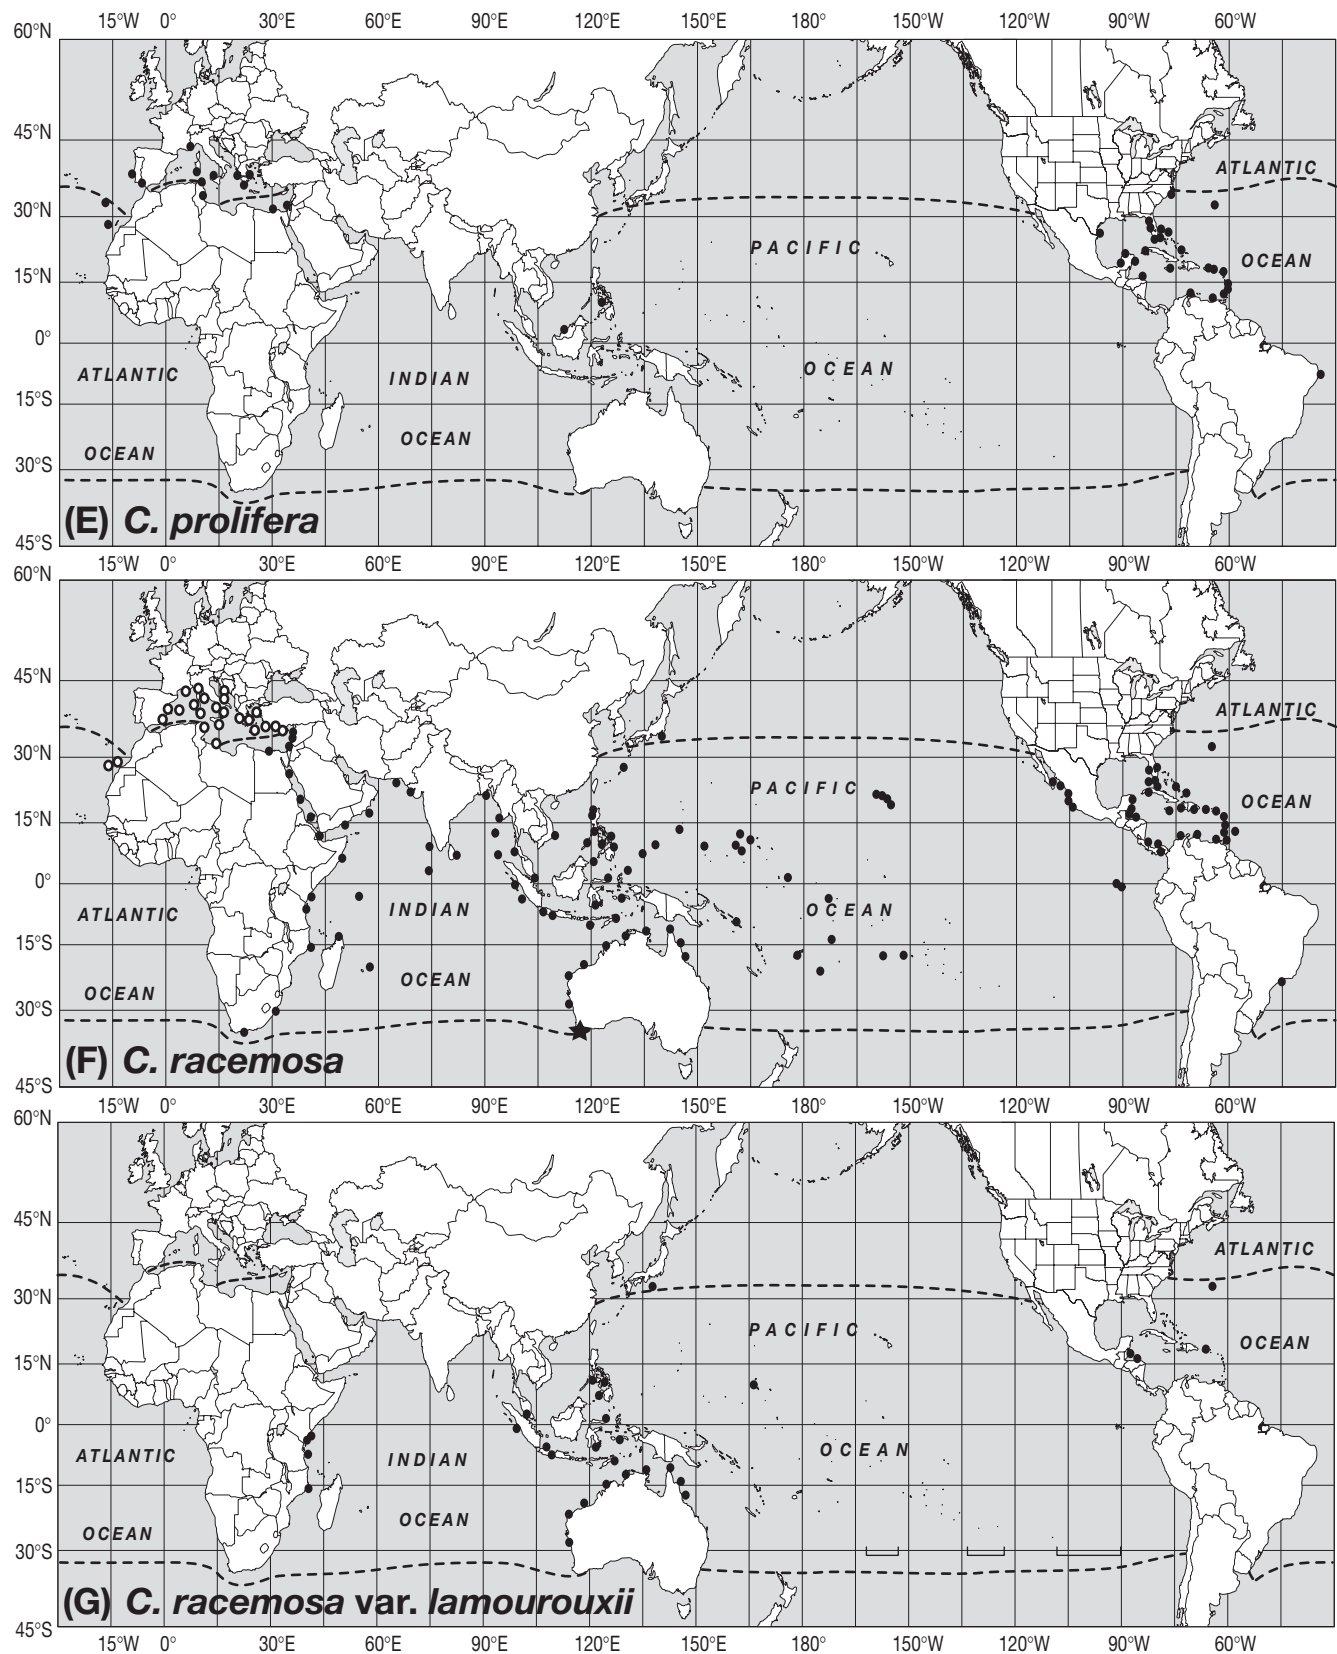 15°W 0° 30°E 60°E 90°E 120°E 150°E 180° 150°W 120°W 90°W 60°W
60°N
45°N
ATLANTIC
30°N
PACIFIC
OCEAN
15°N
0°
OCEAN
ATLANTIC
INDIAN
15°S
OCEAN
OCEAN
30°S
(E) C. prolifera
45°S
15°W 0° 30°E 60°E 90°E 120°E 150°E 180° 150°W 120°W 90°W 60°W
60°N
45°N
ATLANTIC
30°N
PACIFIC
OCEAN
15°N
0°
ATLANTIC
INDIAN
OCEAN
15°S
OCEAN
OCEAN
30°S
(F) C. racemosa
45°S
15°W 0° 30°E 60°E 90°E 120°E 150°E 180° 150°W 120°W 90°W 60°W
60°N
45°N
ATLANTIC
30°N
PACIFIC
OCEAN
15°N
0°
OCEAN
ATLANTIC
INDIAN
15°S
OCEAN
OCEAN
30°S
(G) C. racemosa var. lamourouxii
45°S
15°W 0° 30°E 60°E 90°E 120°E 150°E 180° 150°W 120°W 90°W 60°W